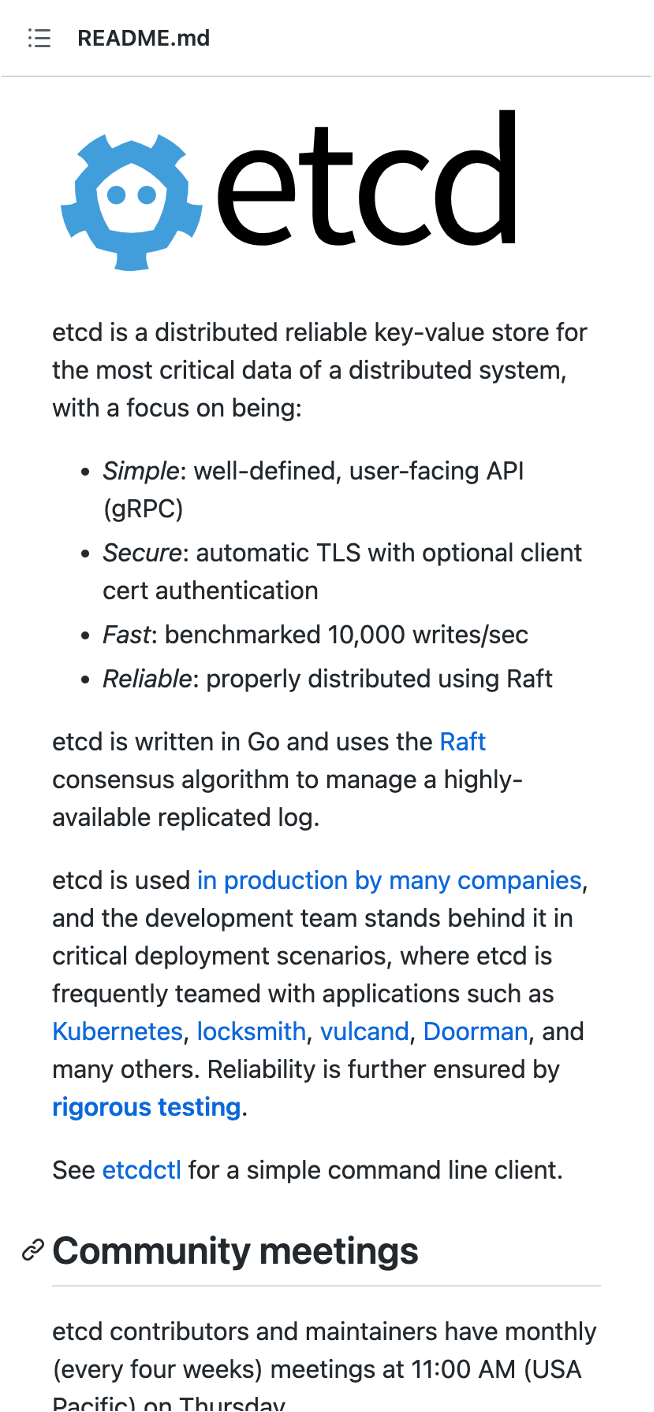 README.md
etcd
etcd is a distributed reliable key-value store for
the most critical data of a distributed system,
with a focus on being:
• Simple: well-defined, user-facing API
(gRPC)
• Secure: automatic TLS with optional client
cert authentication
• Fast: benchmarked 10,000 writes/sec
• Reliable: properly distributed using Raft
etcd is written in Go and uses the Raft
consensus algorithm to manage a highly-
available replicated log.
etcd is used in production by many companies,
and the development team stands behind it in
critical deployment scenarios, where etcd is
frequently teamed with applications such as
Kubernetes, locksmith, vulcand, Doorman, and
many others. Reliability is further ensured by
rigorous testing.
See etcdctl for a simple command line client.
Community meetings
etcd contributors and maintainers have monthly
(every four weeks) meetings at 11:00 AM (USA
Pacific) on Thursday